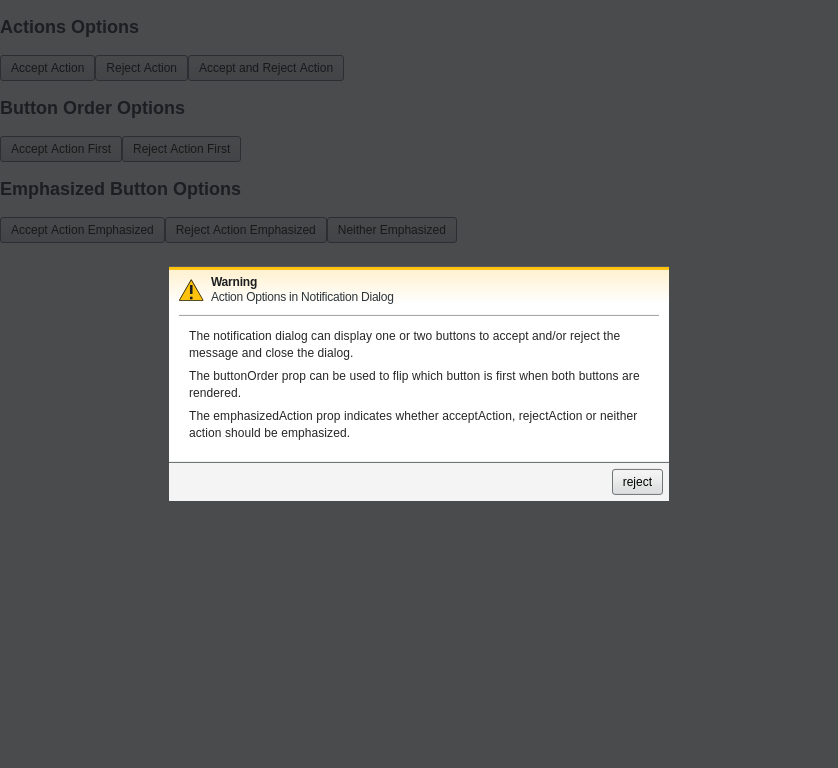 Actions Options
Accept Action Reject Action Accept and Reject Action
Button Order Options
Accept Action First Reject Action First
Emphasized Button Options
Accept Action Emphasized Reject Action Emphasized Neither Emphasized
Warning
Action Options in Notification Dialog
The notification dialog can display one or two buttons to accept and/or reject the
message and close the dialog.
The buttonOrder prop can be used to flip which button is first when both buttons are
rendered.
The emphasizedAction prop indicates whether acceptAction, rejectAction or neither
action should be emphasized.
reject